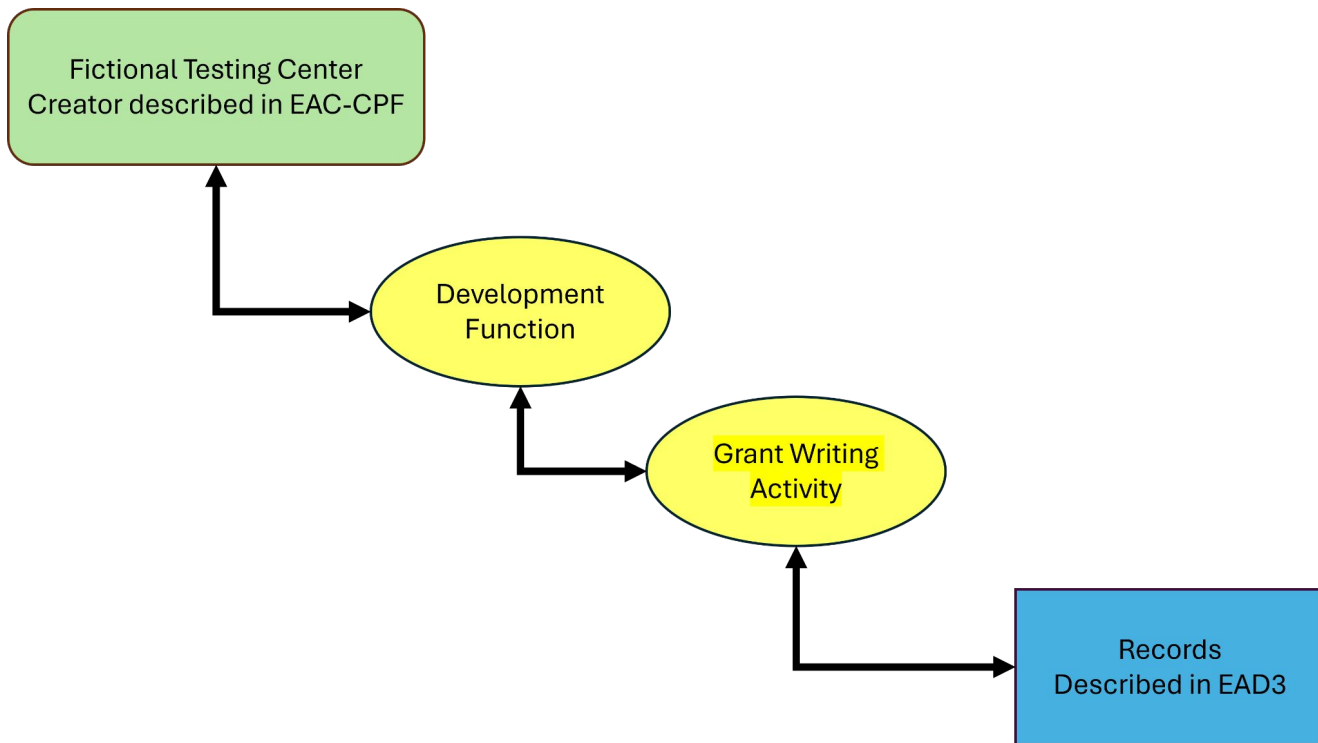 Fictional Testing Center
Creator described in EAC-CPF
Development
Function
Grant Writing
Activity
Records
Described in EAD3